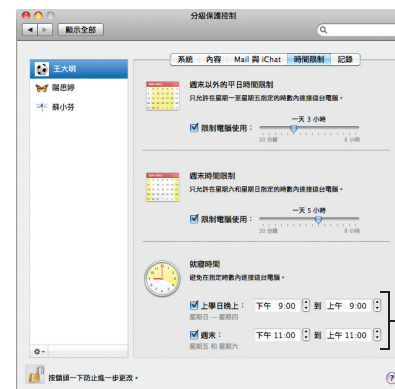 分級保護控制
顯示全部
系統 內容 Mail 與 iChat 時間限制 記錄
王大明
陽思婷
蘇小芬
週末以外的平日時間限制
只允許在星期一至星期五指定的時數內連接這台電腦。
限制電腦使用： 一天 3 小時
30 分鐘 8 小時
週末時間限制
只允許在星期六和星期日指定的時數內連接這台電腦。
限制電腦使用： 一天 5 小時
30 分鐘 8 小時
就寢時間
避免在指定時數內連接這台電腦。
上學日晚上： 下午 9:00 到 上午 9:00
星期日 — 星期四
週末： 下午 11:00 到 上午 11:00
星期五 和 星期六
按鎖頭一下防止進一步更改。
?